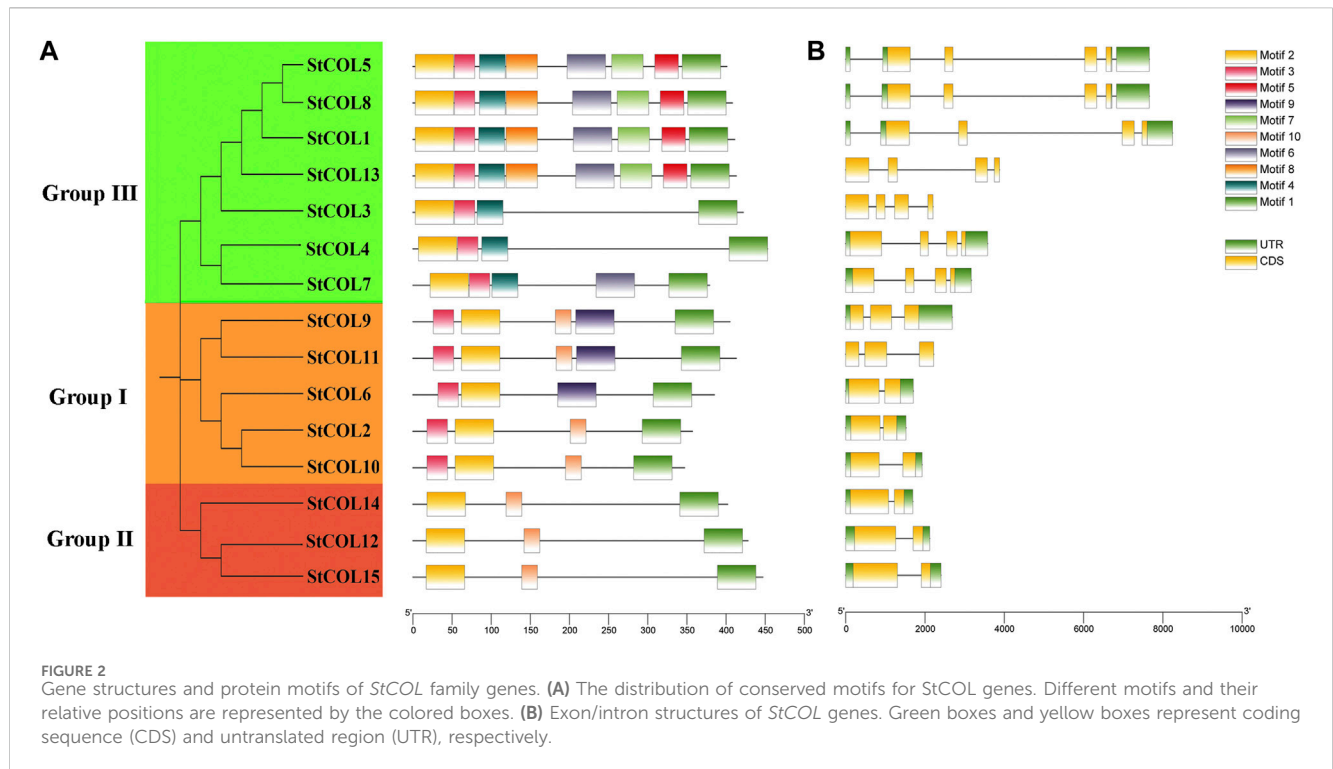 A
B
StCOL5
StCOL8
StCOL1
StCOL13
Group III
StCOL3
StCOL4
StCOL7
StCOL9
StCOL11
Group I
StCOL6
StCOL2
StCOL10
StCOL14
Group II
StCOL12
StCOL15
5' 3'
0 50 100 150 200 250 300 350 400 450 500
5' 3'
0 2000 4000 6000 8000 10000
Motif 2
Motif 3
Motif 5
Motif 9
Motif 7
Motif 10
Motif 6
Motif 8
Motif 4
Motif 1
UTR
CDS
FIGURE 2
Gene structures and protein motifs of StCOL family genes. (A) The distribution of conserved motifs for StCOL genes. Different motifs and their
relative positions are represented by the colored boxes. (B) Exon/intron structures of StCOL genes. Green boxes and yellow boxes represent coding
sequence (CDS) and untranslated region (UTR), respectively.